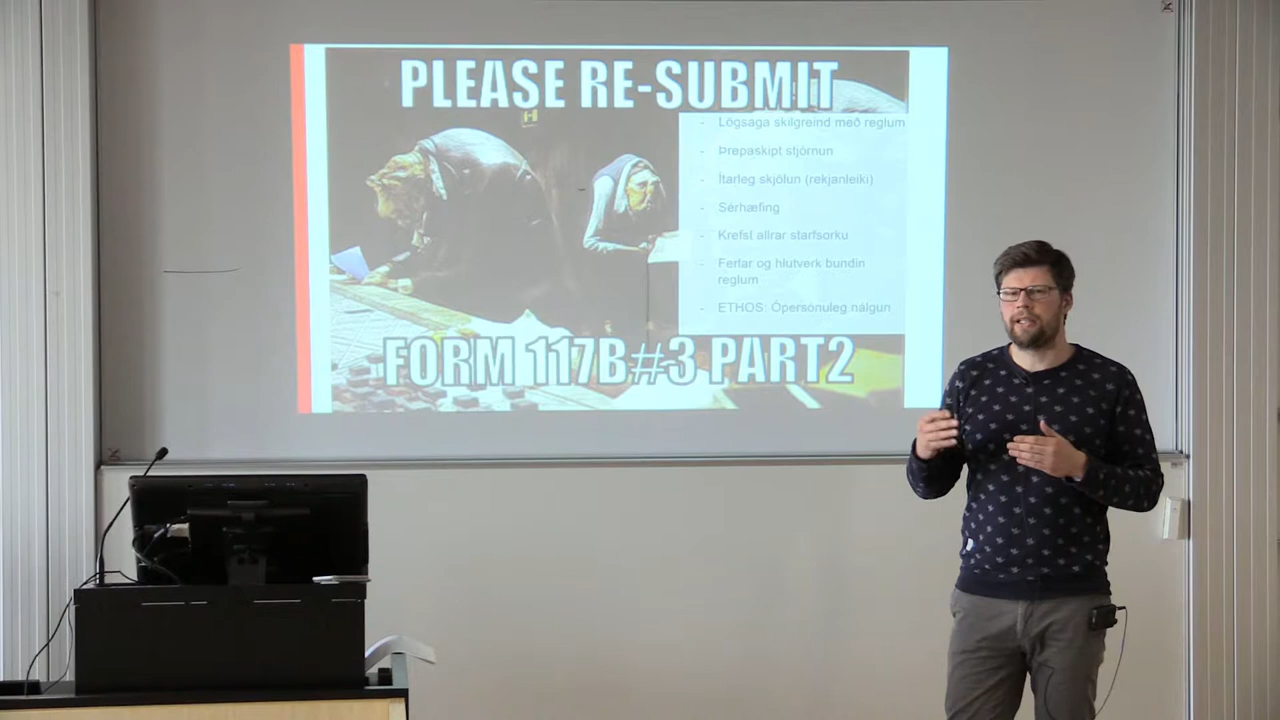 PLEASE RE-SUBMIT
- Lögsaga skilgreind með reglum
- Þrepaskipt stjórnun
- Ítarleg skjölun (rekjanleiki)
- Sérhæfing
- Krefst allrar starfsorku
- Ferlar og hlutverk bundin
reglum
- ETHOS: Ópersónuleg nálgun
FORM 117B#3 PART2